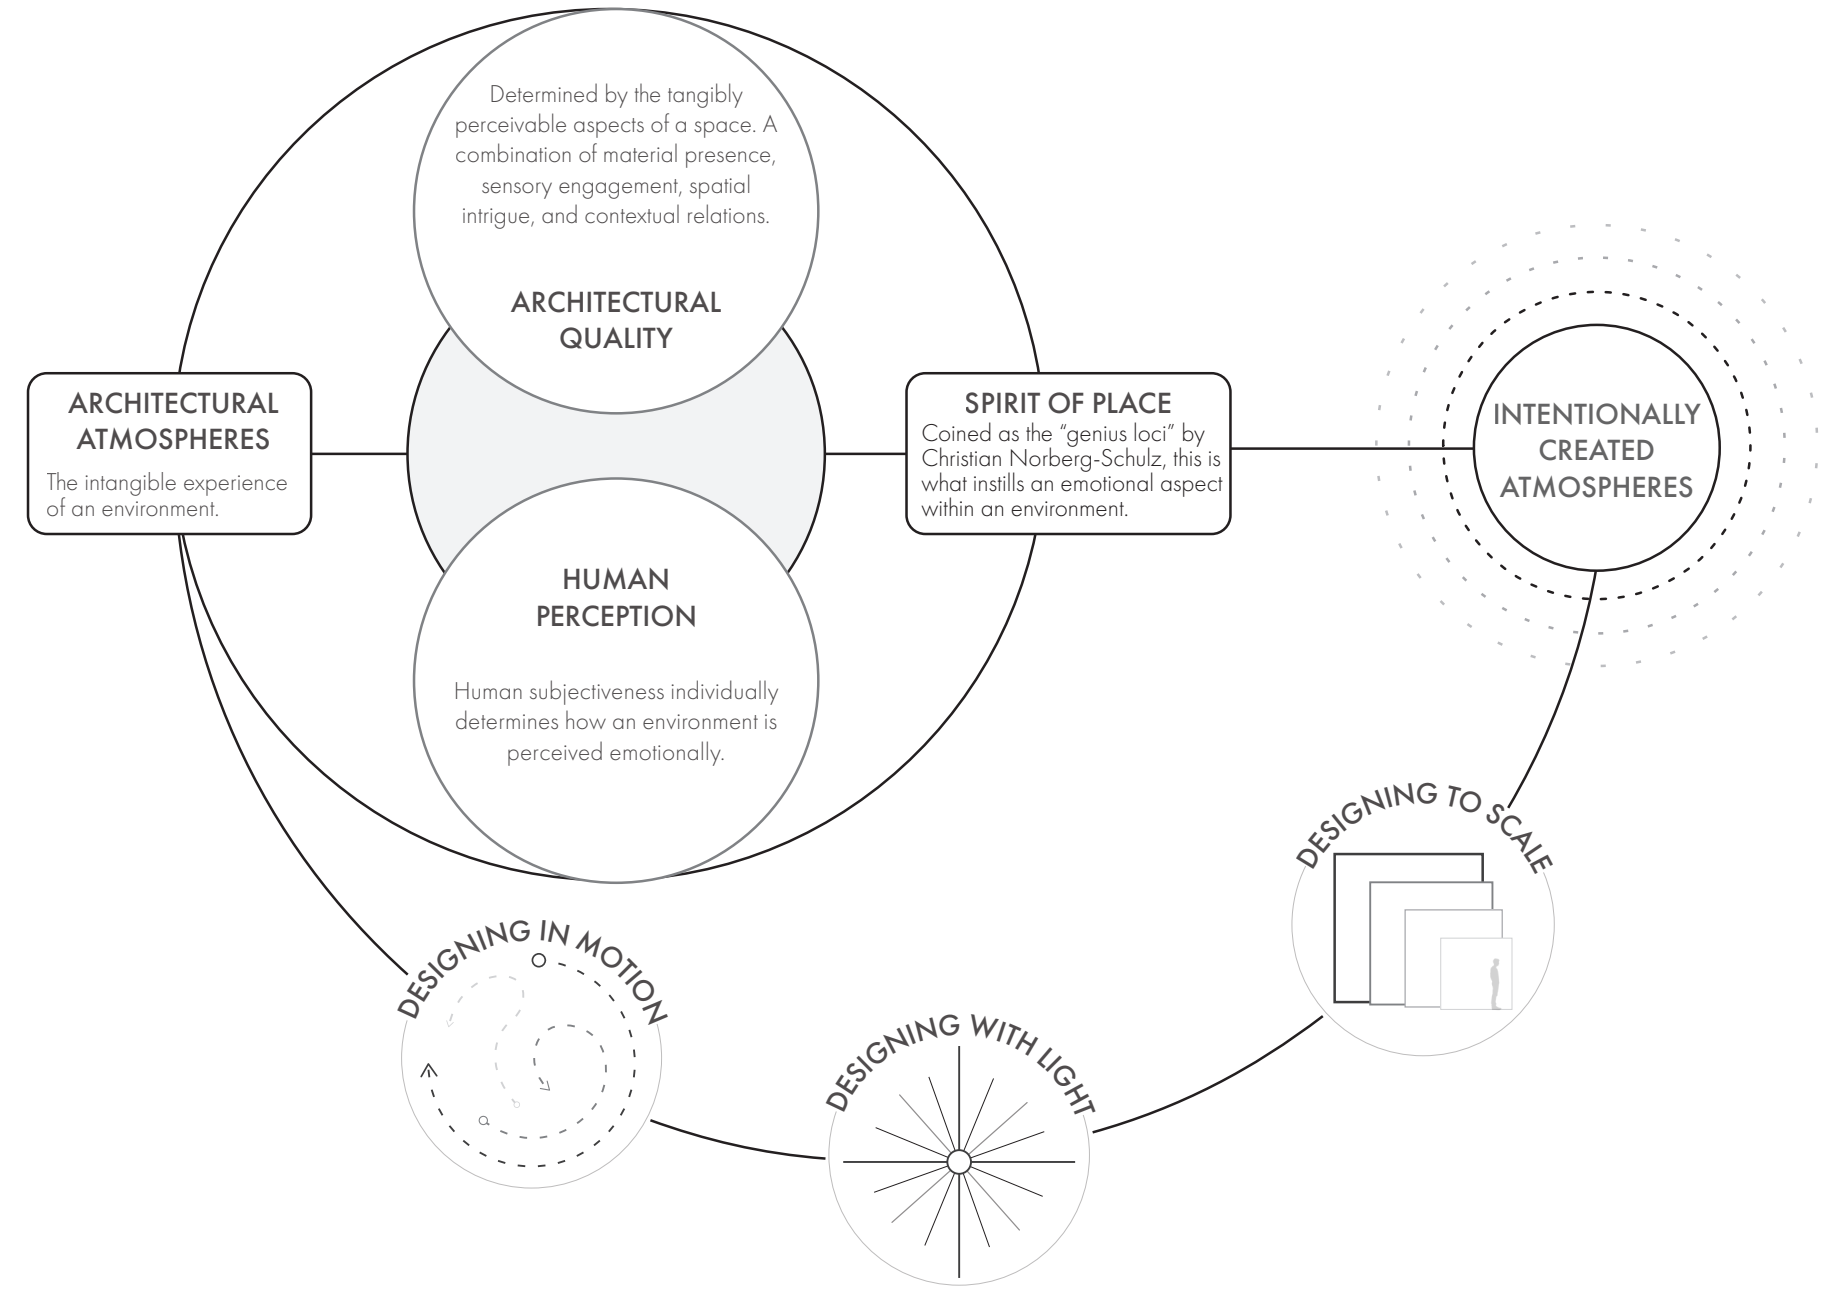 Determined by the tangibly
perceivable aspects of a space. A
combination of material presence,
sensory engagement, spatial
intrigue, and contextual relations.
ARCHITECTURAL
QUALITY
ARCHITECTURAL
ATMOSPHERES
The intangible experience
of an environment.
SPIRIT OF PLACE
Coined as the “genius loci” by
Christian Norberg-Schulz, this is
what instills an emotional aspect
within an environment.
INTENTIONALLY
CREATED
ATMOSPHERES
HUMAN
PERCEPTION
Human subjectiveness individually
determines how an environment is
perceived emotionally.
DESIGNING IN MOTION
DESIGNING WITH LIGHT
DESIGNING TO SCALE